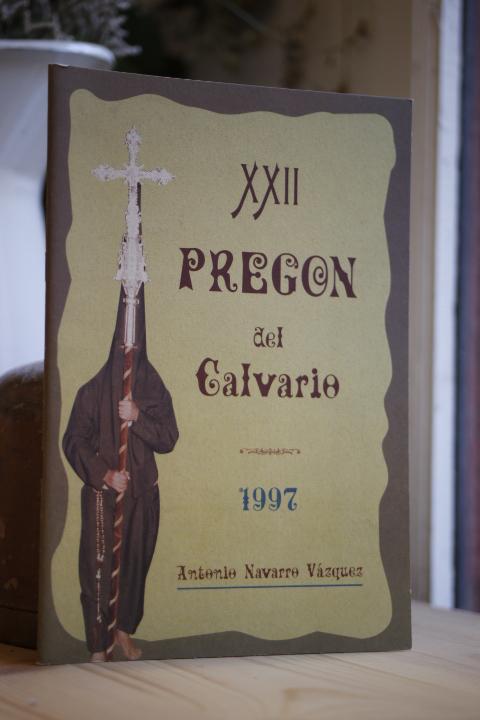 XXII
PREGON
del
Calvario
1997
Antonio Navarro Vázquez